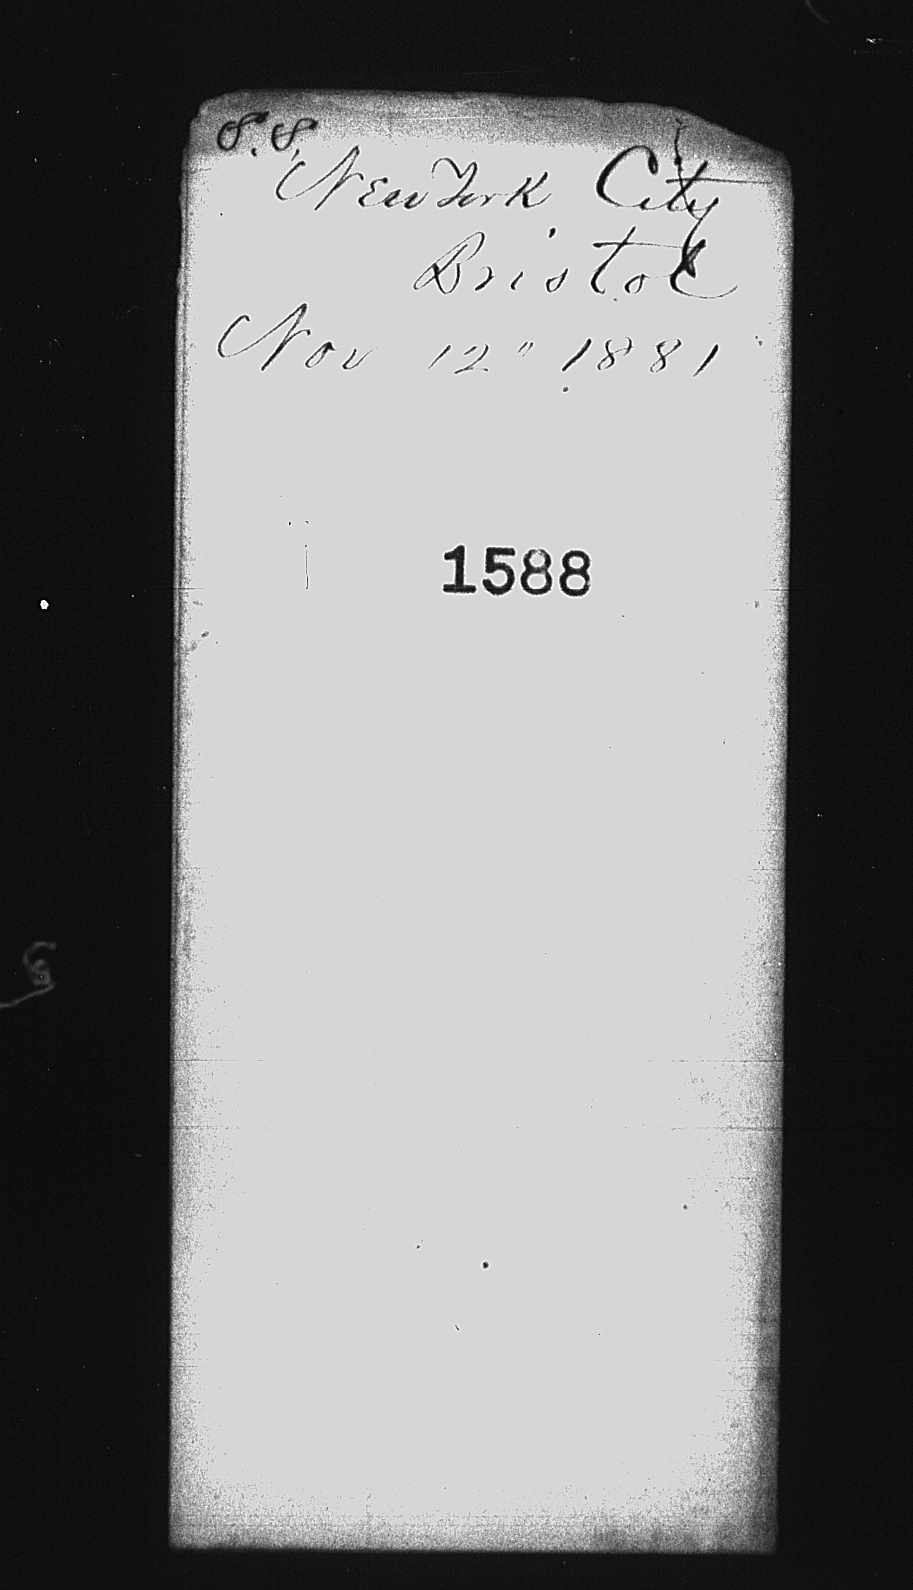 S.S.
New York City
Bristol
Nov 12" 1881
1588